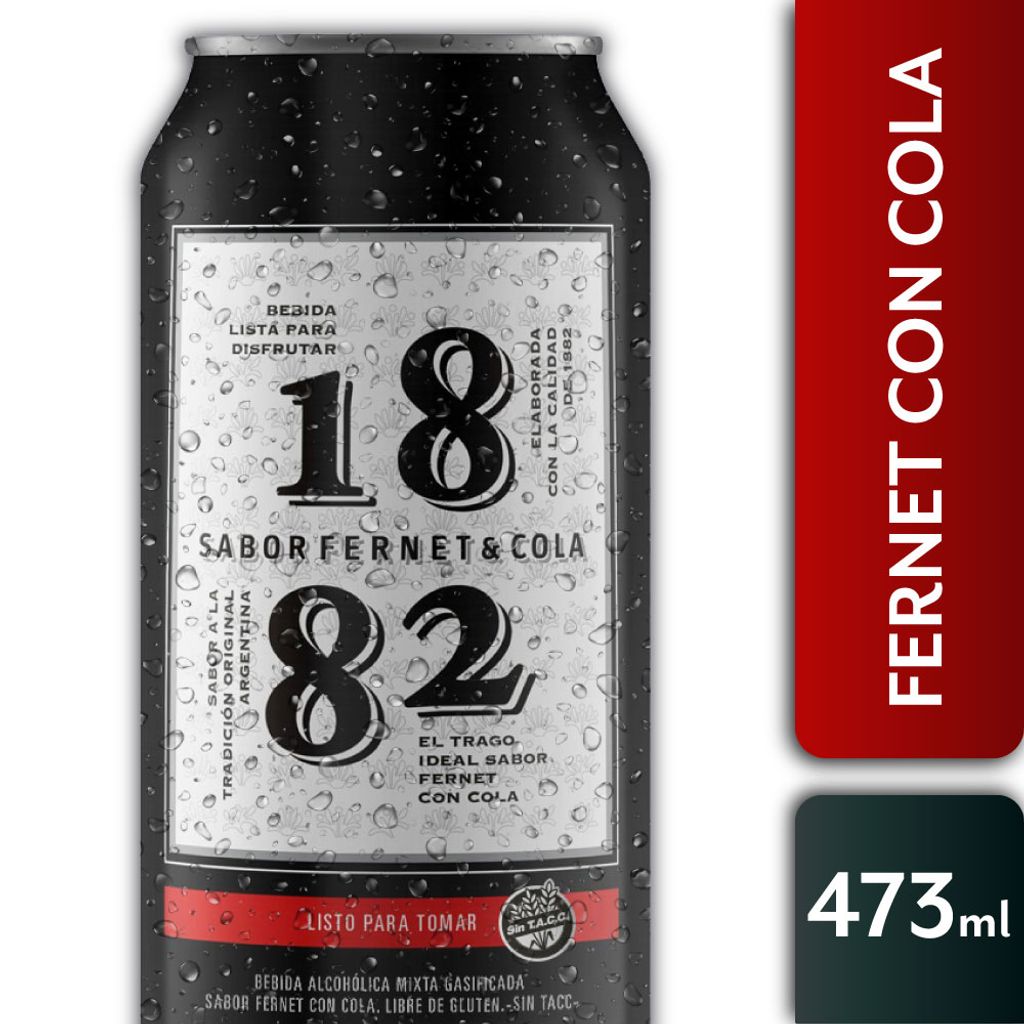 BEBIDA
LISTA PARA
DISFRUTAR
18
ELABORADA
CON LA CALIDAD
DE 1882
SABOR FERNET & COLA
SABOR A LA
TRADICIÓN ORIGINAL
ARGENTINA
82
EL TRAGO
IDEAL SABOR
FERNET
CON COLA
LISTO PARA TOMAR
Sin T.A.C.C.
BEBIDA ALCOHÓLICA MIXTA GASIFICADA
SABOR FERNET CON COLA. LIBRE DE GLUTEN.-SIN TACC-
FERNET CON COLA
473ml